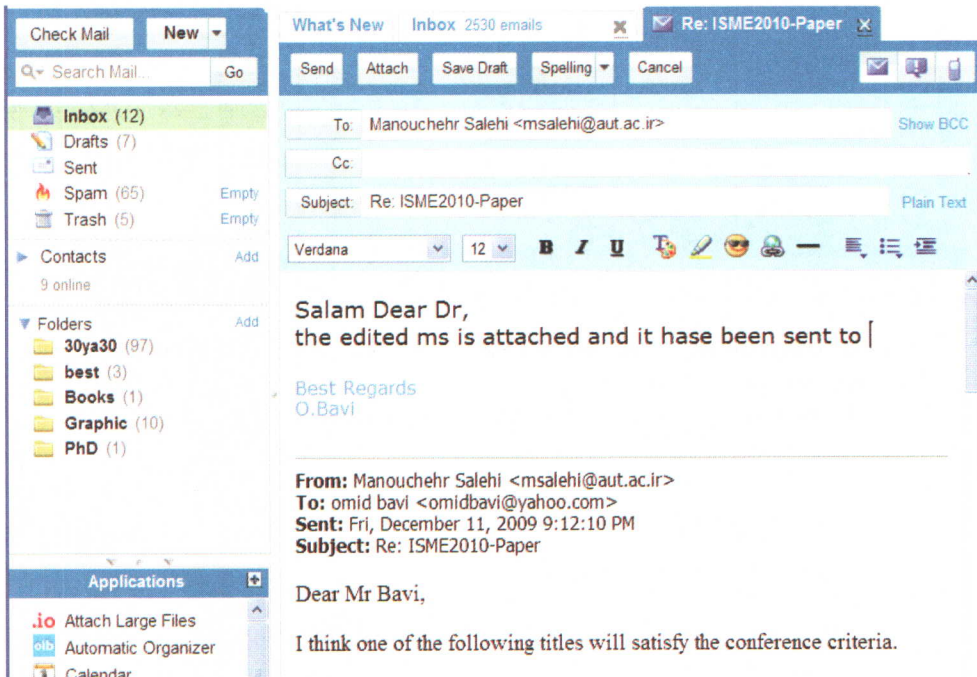 Check Mail New
Search Mail... Go
Inbox (12)
Drafts (7)
Sent
Spam (65) Empty
Trash (5) Empty
Contacts Add
9 online
Folders Add
30ya30 (97)
best (3)
Books (1)
Graphic (10)
PhD (1)
Applications
.io Attach Large Files
olb Automatic Organizer
Calendar
What's New Inbox 2530 emails Re: ISME2010-Paper
Send Attach Save Draft Spelling Cancel
To: Manouchehr Salehi <msalehi@aut.ac.ir> Show BCC
Cc:
Subject: Re: ISME2010-Paper Plain Text
Verdana 12 B I U
Salam Dear Dr,
the edited ms is attached and it hase been sent to
Best Regards
O.Bavi
From: Manouchehr Salehi <msalehi@aut.ac.ir>
To: omid bavi <omidbavi@yahoo.com>
Sent: Fri, December 11, 2009 9:12:10 PM
Subject: Re: ISME2010-Paper
Dear Mr Bavi,
I think one of the following titles will satisfy the conference criteria.